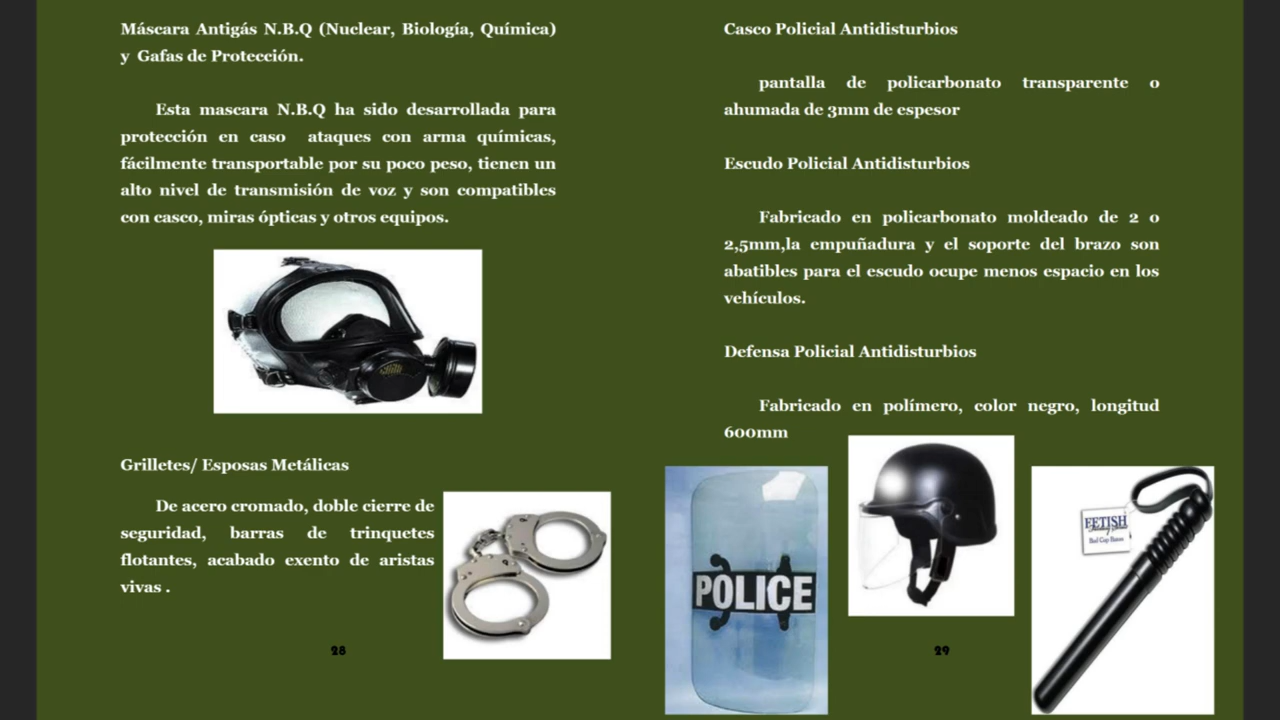 Máscara Antigás N.B.Q (Nuclear, Biología, Química)
y Gafas de Protección.
Esta mascara N.B.Q ha sido desarrollada para
protección en caso ataques con arma químicas,
fácilmente transportable por su poco peso, tienen un
alto nivel de transmisión de voz y son compatibles
con casco, miras ópticas y otros equipos.
Grilletes/ Esposas Metálicas
De acero cromado, doble cierre de
seguridad, barras de trinquetes
flotantes, acabado exento de aristas
vivas .
28
Casco Policial Antidisturbios
pantalla de policarbonato transparente o
ahumada de 3mm de espesor
Escudo Policial Antidisturbios
Fabricado en policarbonato moldeado de 2 o
2,5mm,la empuñadura y el soporte del brazo son
abatibles para el escudo ocupe menos espacio en los
vehículos.
Defensa Policial Antidisturbios
Fabricado en polímero, color negro, longitud
600mm
POLICE
FETISH
Bad Cop Baton
29